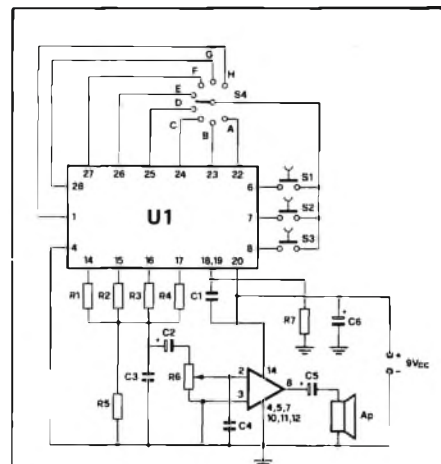 G
F H
E S4
D
C B A
27 26 25 24 23 22
28 6 S1
1 U1 7 S2
4 8 S3
14 15 16 17 18,19 20
R1 R2 R3 R4 C1
R7 C6
C2 +
+
14 9Vcc
+
-
R6 2 8 C5
C3 3 +
4,5,7
10,11,12
R5 C4 Ap